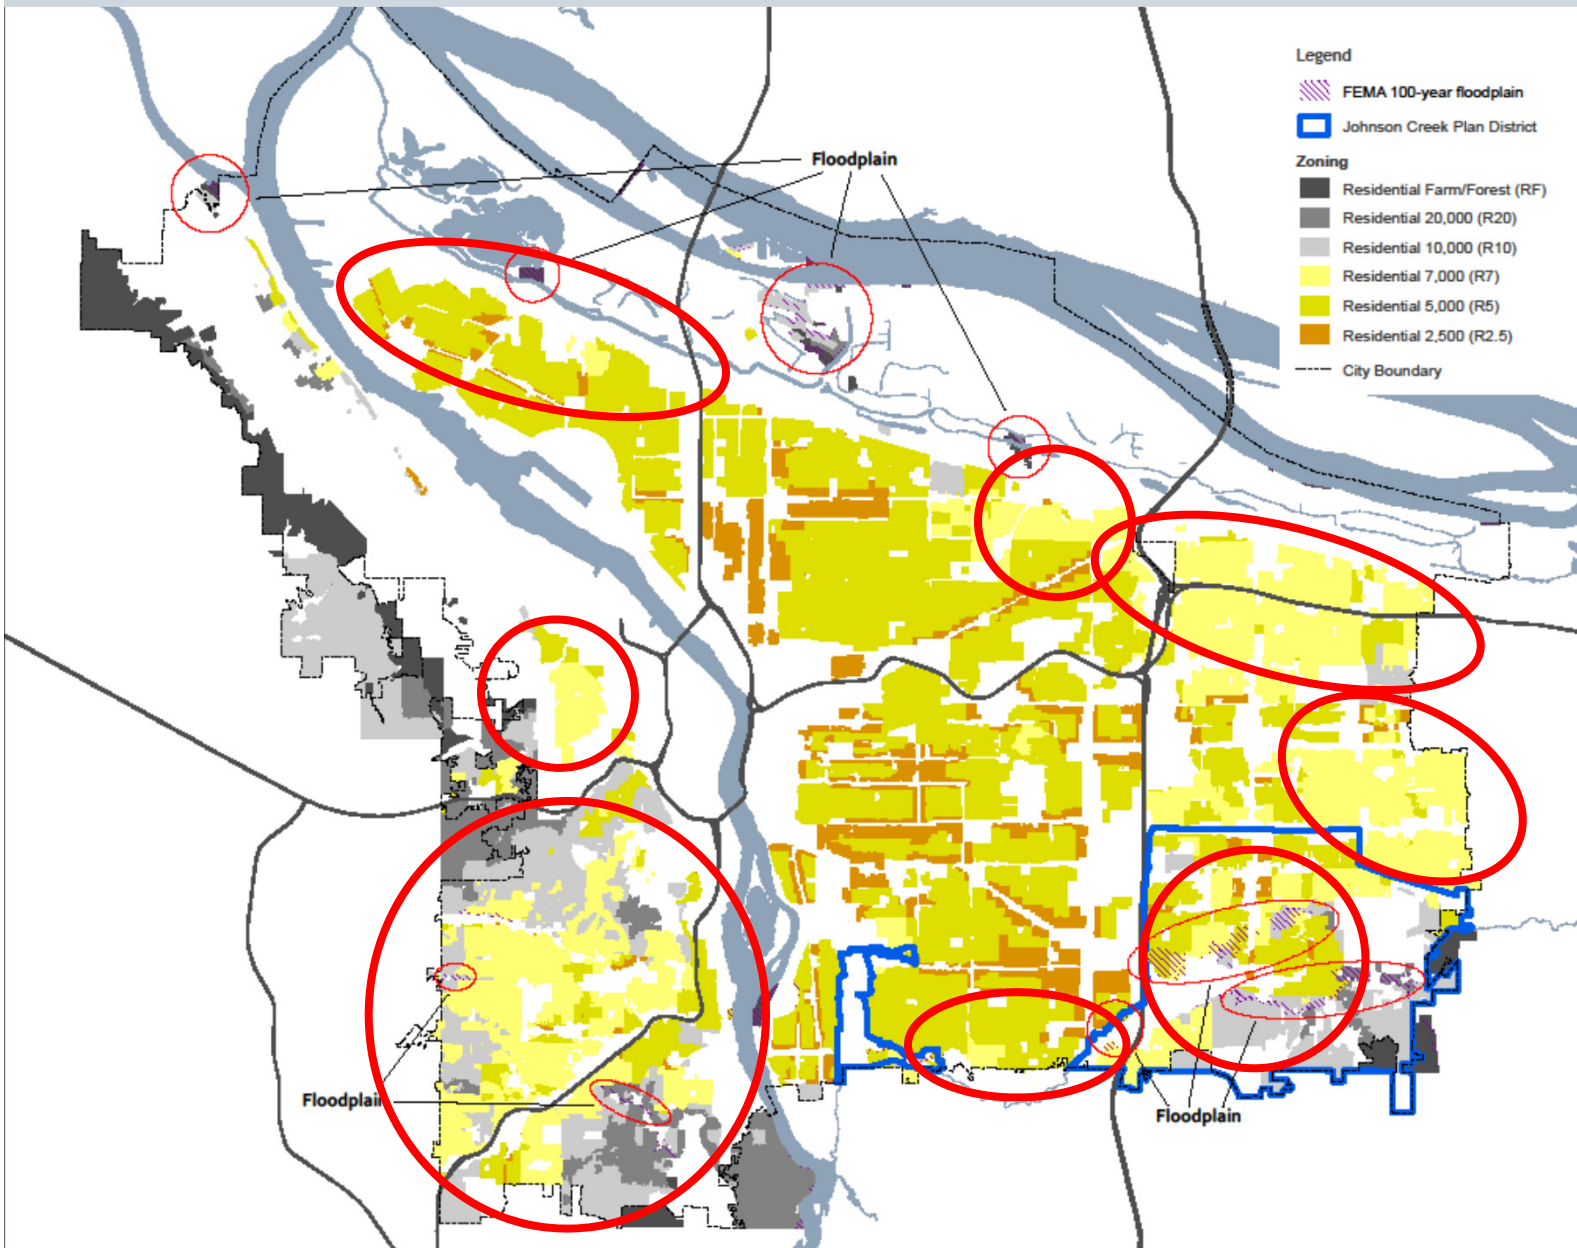 Legend
FEMA 100-year floodplain
Johnson Creek Plan District
Zoning
Residential Farm/Forest (RF)
Residential 20,000 (R20)
Residential 10,000 (R10)
Residential 7,000 (R7)
Residential 5,000 (R5)
Residential 2,500 (R2.5)
City Boundary
Floodplain
Floodplain
Floodplain